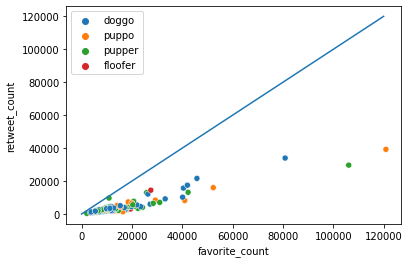 doggo
puppo
pupper
floofer
retweet_count
120000
100000
80000
60000
40000
20000
0
0 20000 40000 60000 80000 100000 120000
favorite_count